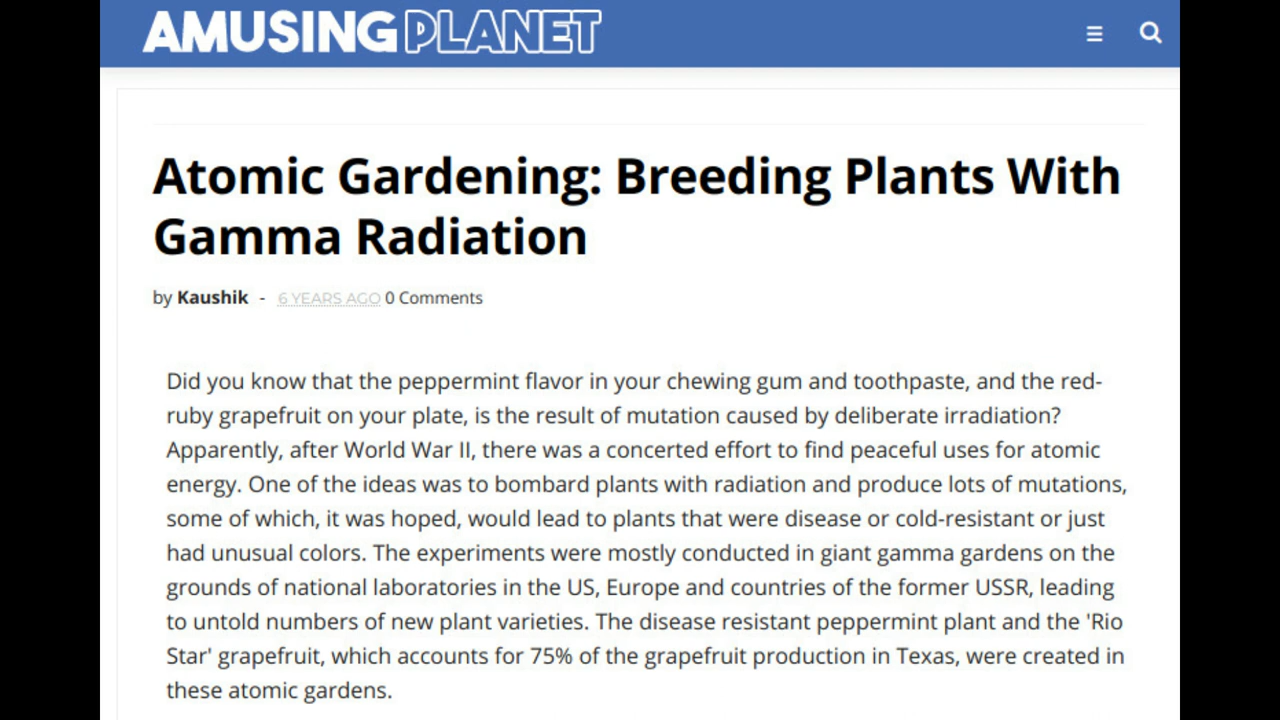 AMUSING PLANET
Atomic Gardening: Breeding Plants With
Gamma Radiation
by Kaushik - 6 YEARS AGO 0 Comments
Did you know that the peppermint flavor in your chewing gum and toothpaste, and the red-
ruby grapefruit on your plate, is the result of mutation caused by deliberate irradiation?
Apparently, after World War II, there was a concerted effort to find peaceful uses for atomic
energy. One of the ideas was to bombard plants with radiation and produce lots of mutations,
some of which, it was hoped, would lead to plants that were disease or cold-resistant or just
had unusual colors. The experiments were mostly conducted in giant gamma gardens on the
grounds of national laboratories in the US, Europe and countries of the former USSR, leading
to untold numbers of new plant varieties. The disease resistant peppermint plant and the 'Rio
Star' grapefruit, which accounts for 75% of the grapefruit production in Texas, were created in
these atomic gardens.